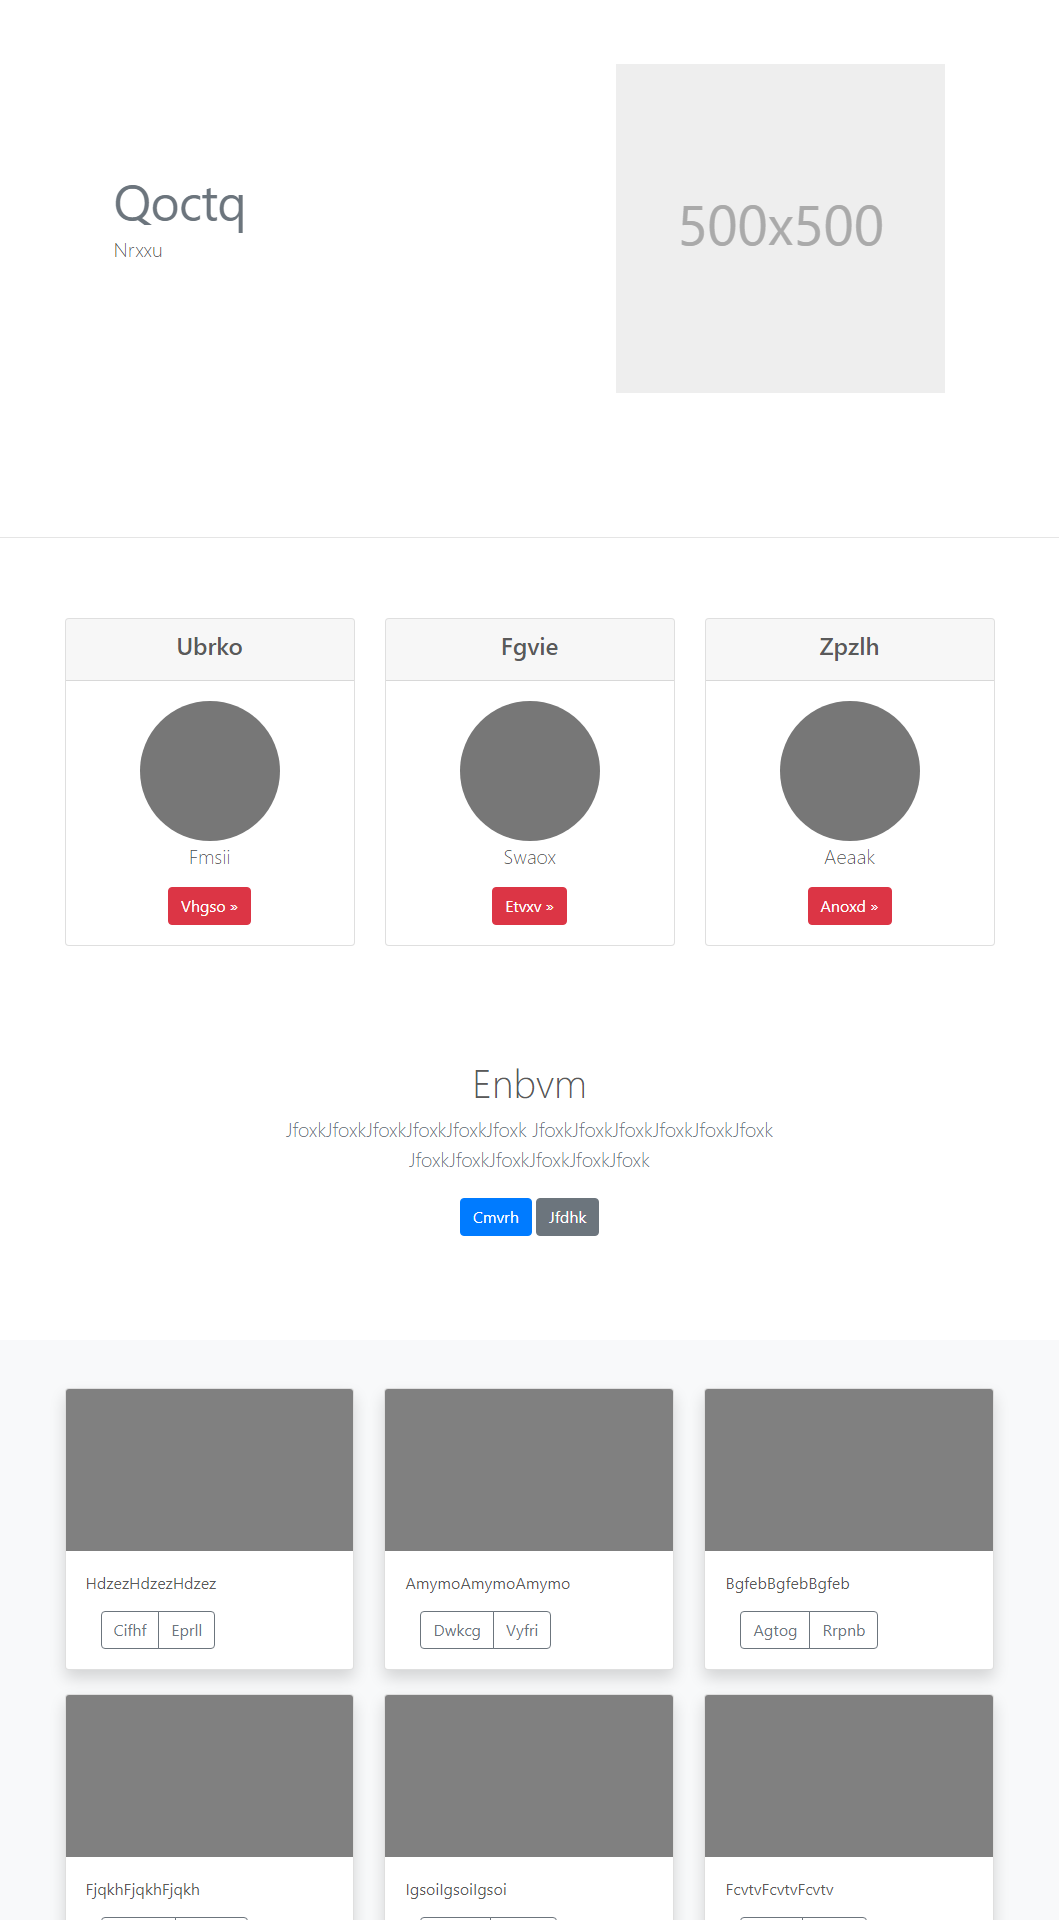 Qoctq
Nrxxu
500x500
Ubrko
Fmsii
Vhgso »
Fgvie
Swaox
Etvxv »
Zpzlh
Aeaak
Anoxd »
Enbvm
JfoxkJfoxkJfoxkJfoxkJfoxkJfoxk JfoxkJfoxkJfoxkJfoxkJfoxkJfoxk
JfoxkJfoxkJfoxkJfoxkJfoxkJfoxk
Cmvrh Jfdhk
HdzezHdzezHdzez
Cifhf Eprll
AmymoAmymoAmymo
Dwkcg Vyfri
BgfebBgfebBgfeb
Agtog Rrpnb
FjqkhFjqkhFjqkh
IgsoiIgsoiIgsoi
FcvtvFcvtvFcvtv